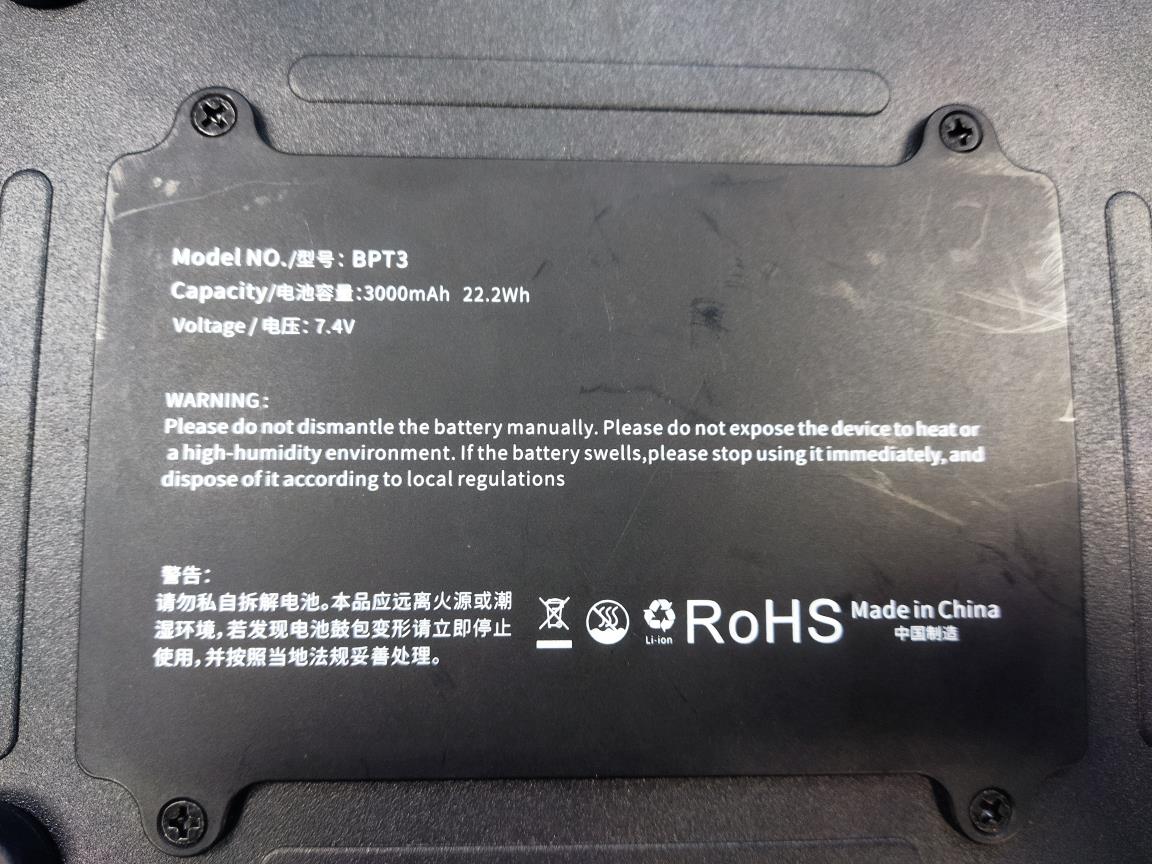 Model NO./型号: BPT3
Capacity/电池容量:3000mAh 22.2Wh
Voltage/电压: 7.4V
WARNING:
Please do not dismantle the battery manually. Please do not expose the device to heat or
a high-humidity environment. If the battery swells,please stop using it immediately,and
dispose of it according to local regulations
警告:
请勿私自拆解电池。本品应远离火源或潮
湿环境,若发现电池鼓包变形请立即停止
使用,并按照当地法规妥善处理。
Li-ion
RoHS
Made in China
中国制造